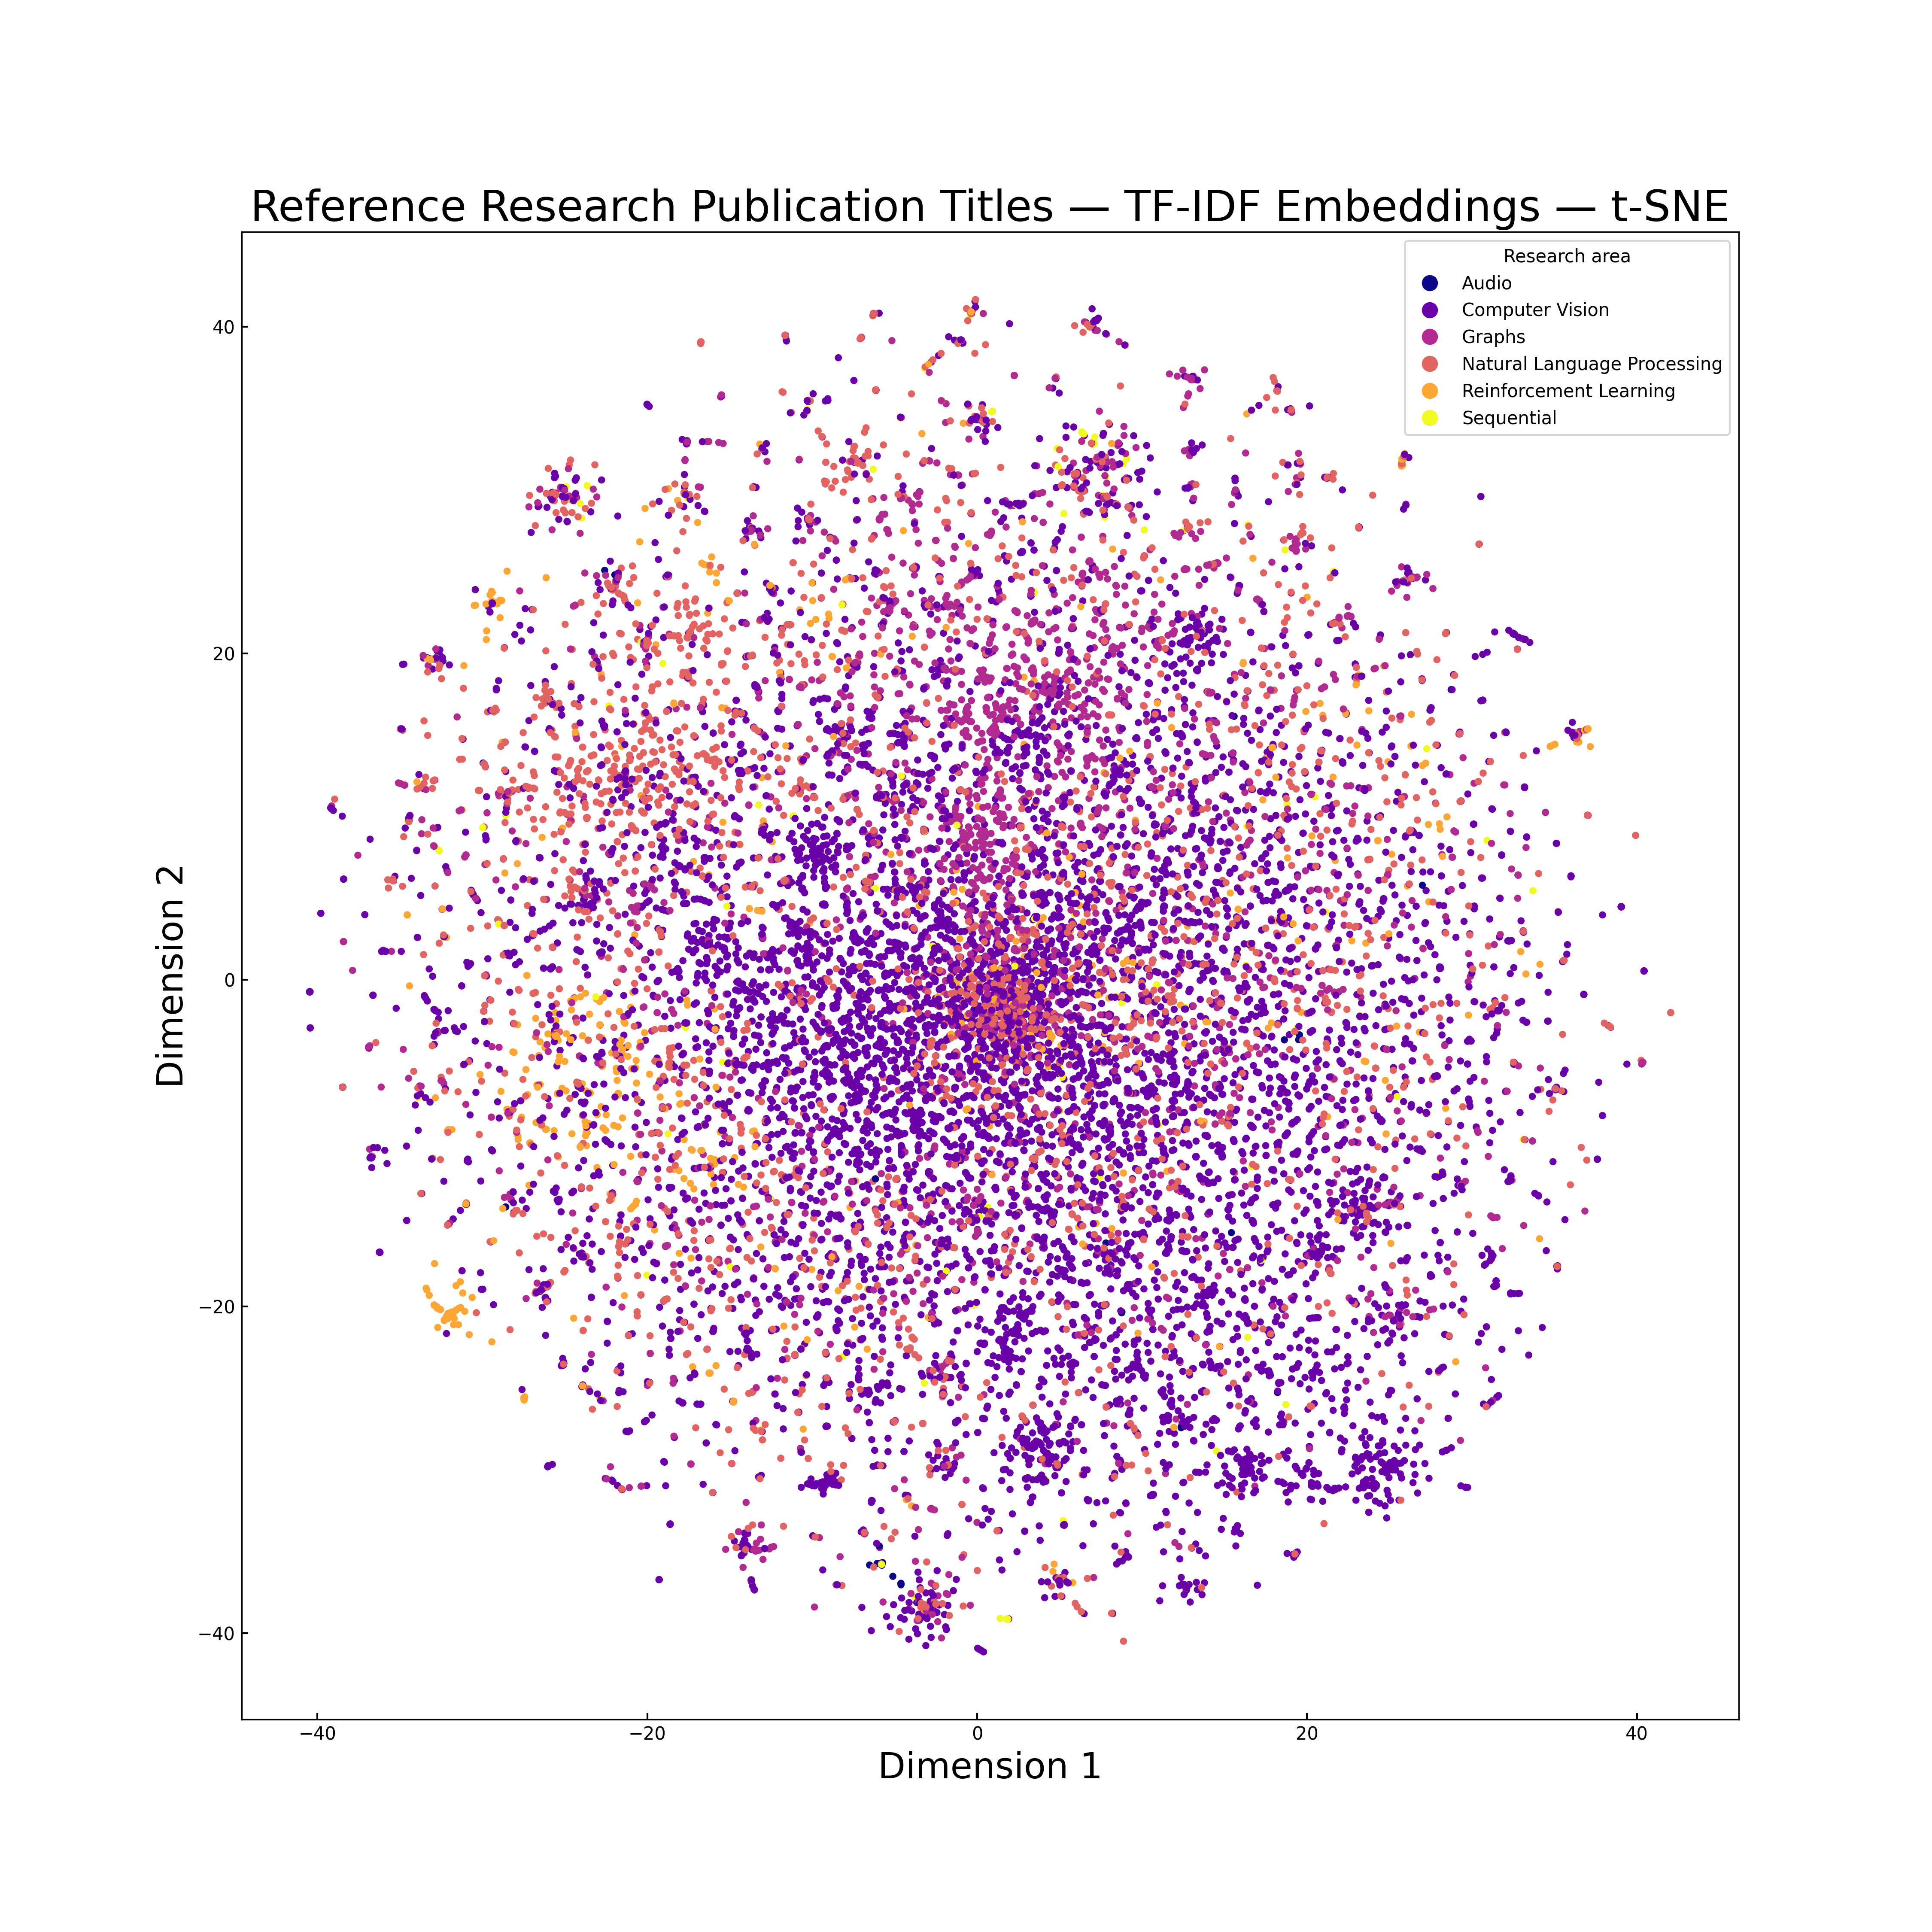 Reference Research Publication Titles — TF-IDF Embeddings — t-SNE
Research area
Audio
Computer Vision
Graphs
Natural Language Processing
Reinforcement Learning
Sequential
40
20
0
−20
−40
Dimension 2
−40
−20
0
20
40
Dimension 1